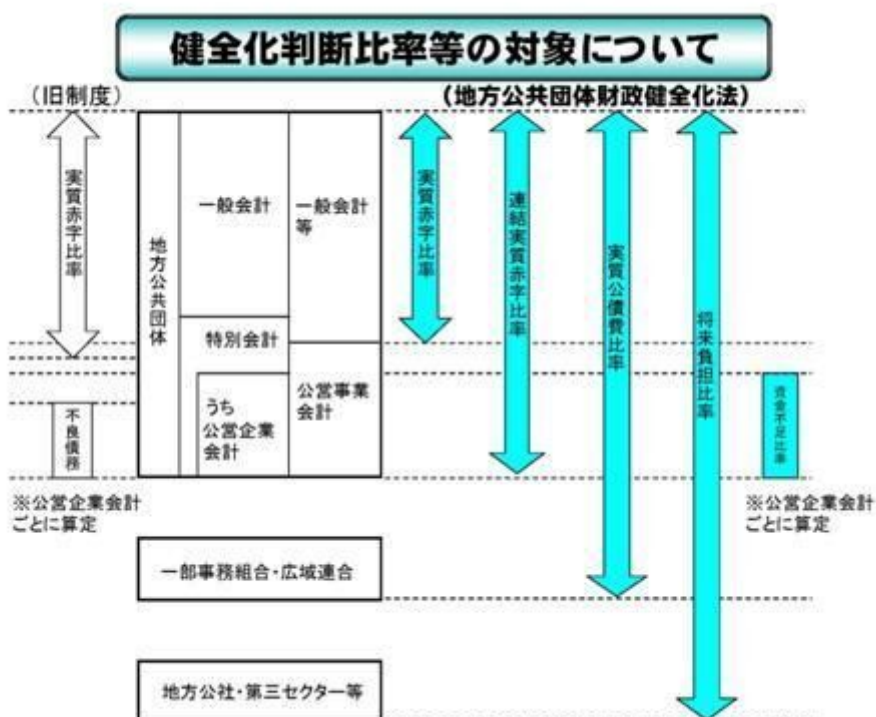 健全化判断比率等の対象について
（旧制度）
（地方公共団体財政健全化法）
実質赤字比率
地方公共団体
一般会計
一般会計
等
実質赤字比率
連結実質赤字比率
実質公債費比率
将来負担比率
特別会計
うち
公営企業
会計
公営事業
会計
不良債務
資金不足比率
※公営企業会計
ごとに算定
※公営企業会計
ごとに算定
一部事務組合・広域連合
地方公社・第三セクター等